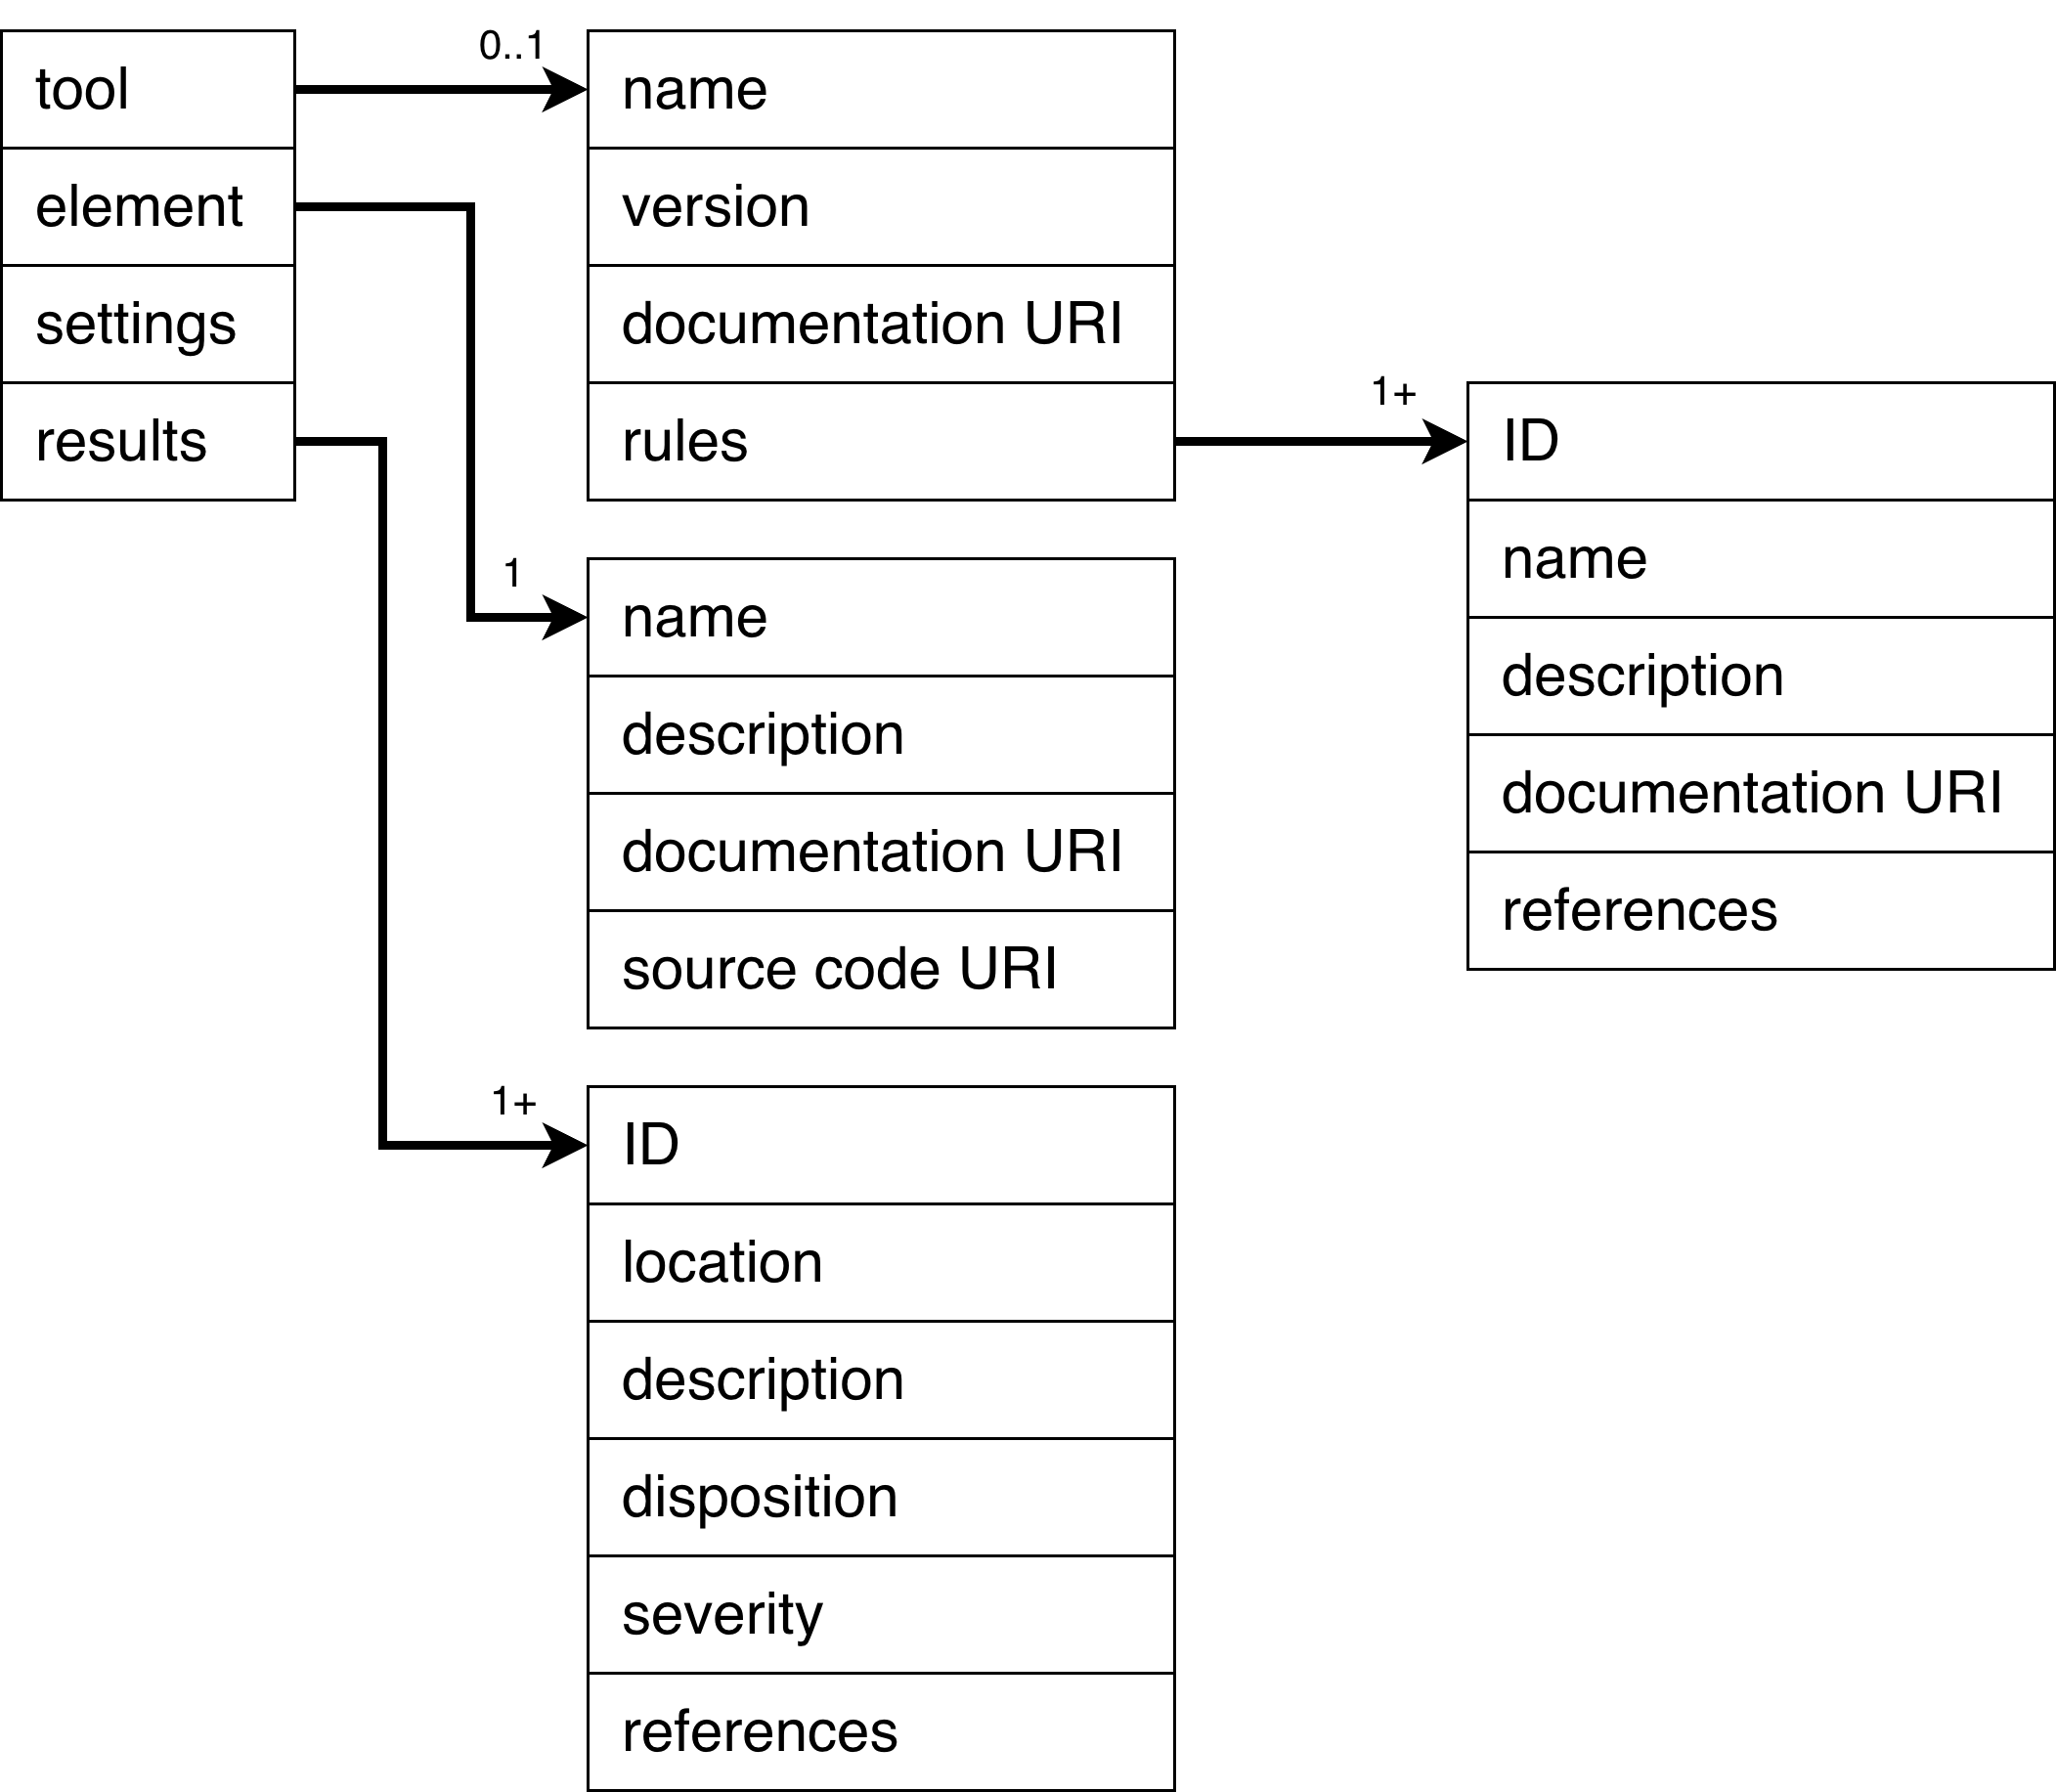 tool
element
settings
results
0..1
name
version
documentation URI
rules
1
name
description
documentation URI
source code URI
1+
ID
location
description
disposition
severity
references
1+
ID
name
description
documentation URI
references